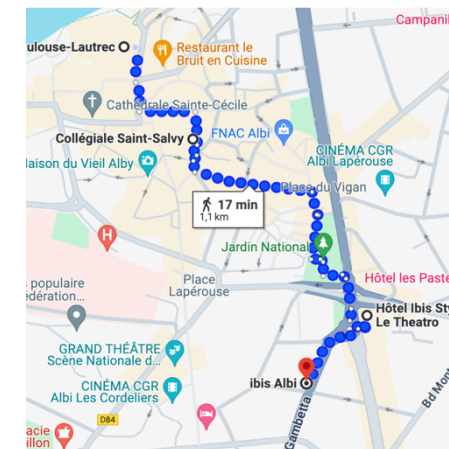 Campanil
ulouse-Lautrec
Restaurant le
Bruit en Cuisine
Cathédrale Sainte-Cécile
Collégiale Saint-Salvy
FNAC Albi
CINÉMA CGR
Albi Lapérouse
Maison du Vieil Alby
Place du Vigan
17 min
1,1 km
Jardin National
Place
Lapérouse
Hôtel les Paste
populaire
édération...
Hôtel Ibis Sty
Le Theatro
GRAND THÉÂTRE
Scène Nationale d...
ibis Albi
CINÉMA CGR
Albi Les Cordeliers
D84
Gambetta
Bd Mon
acie
illon